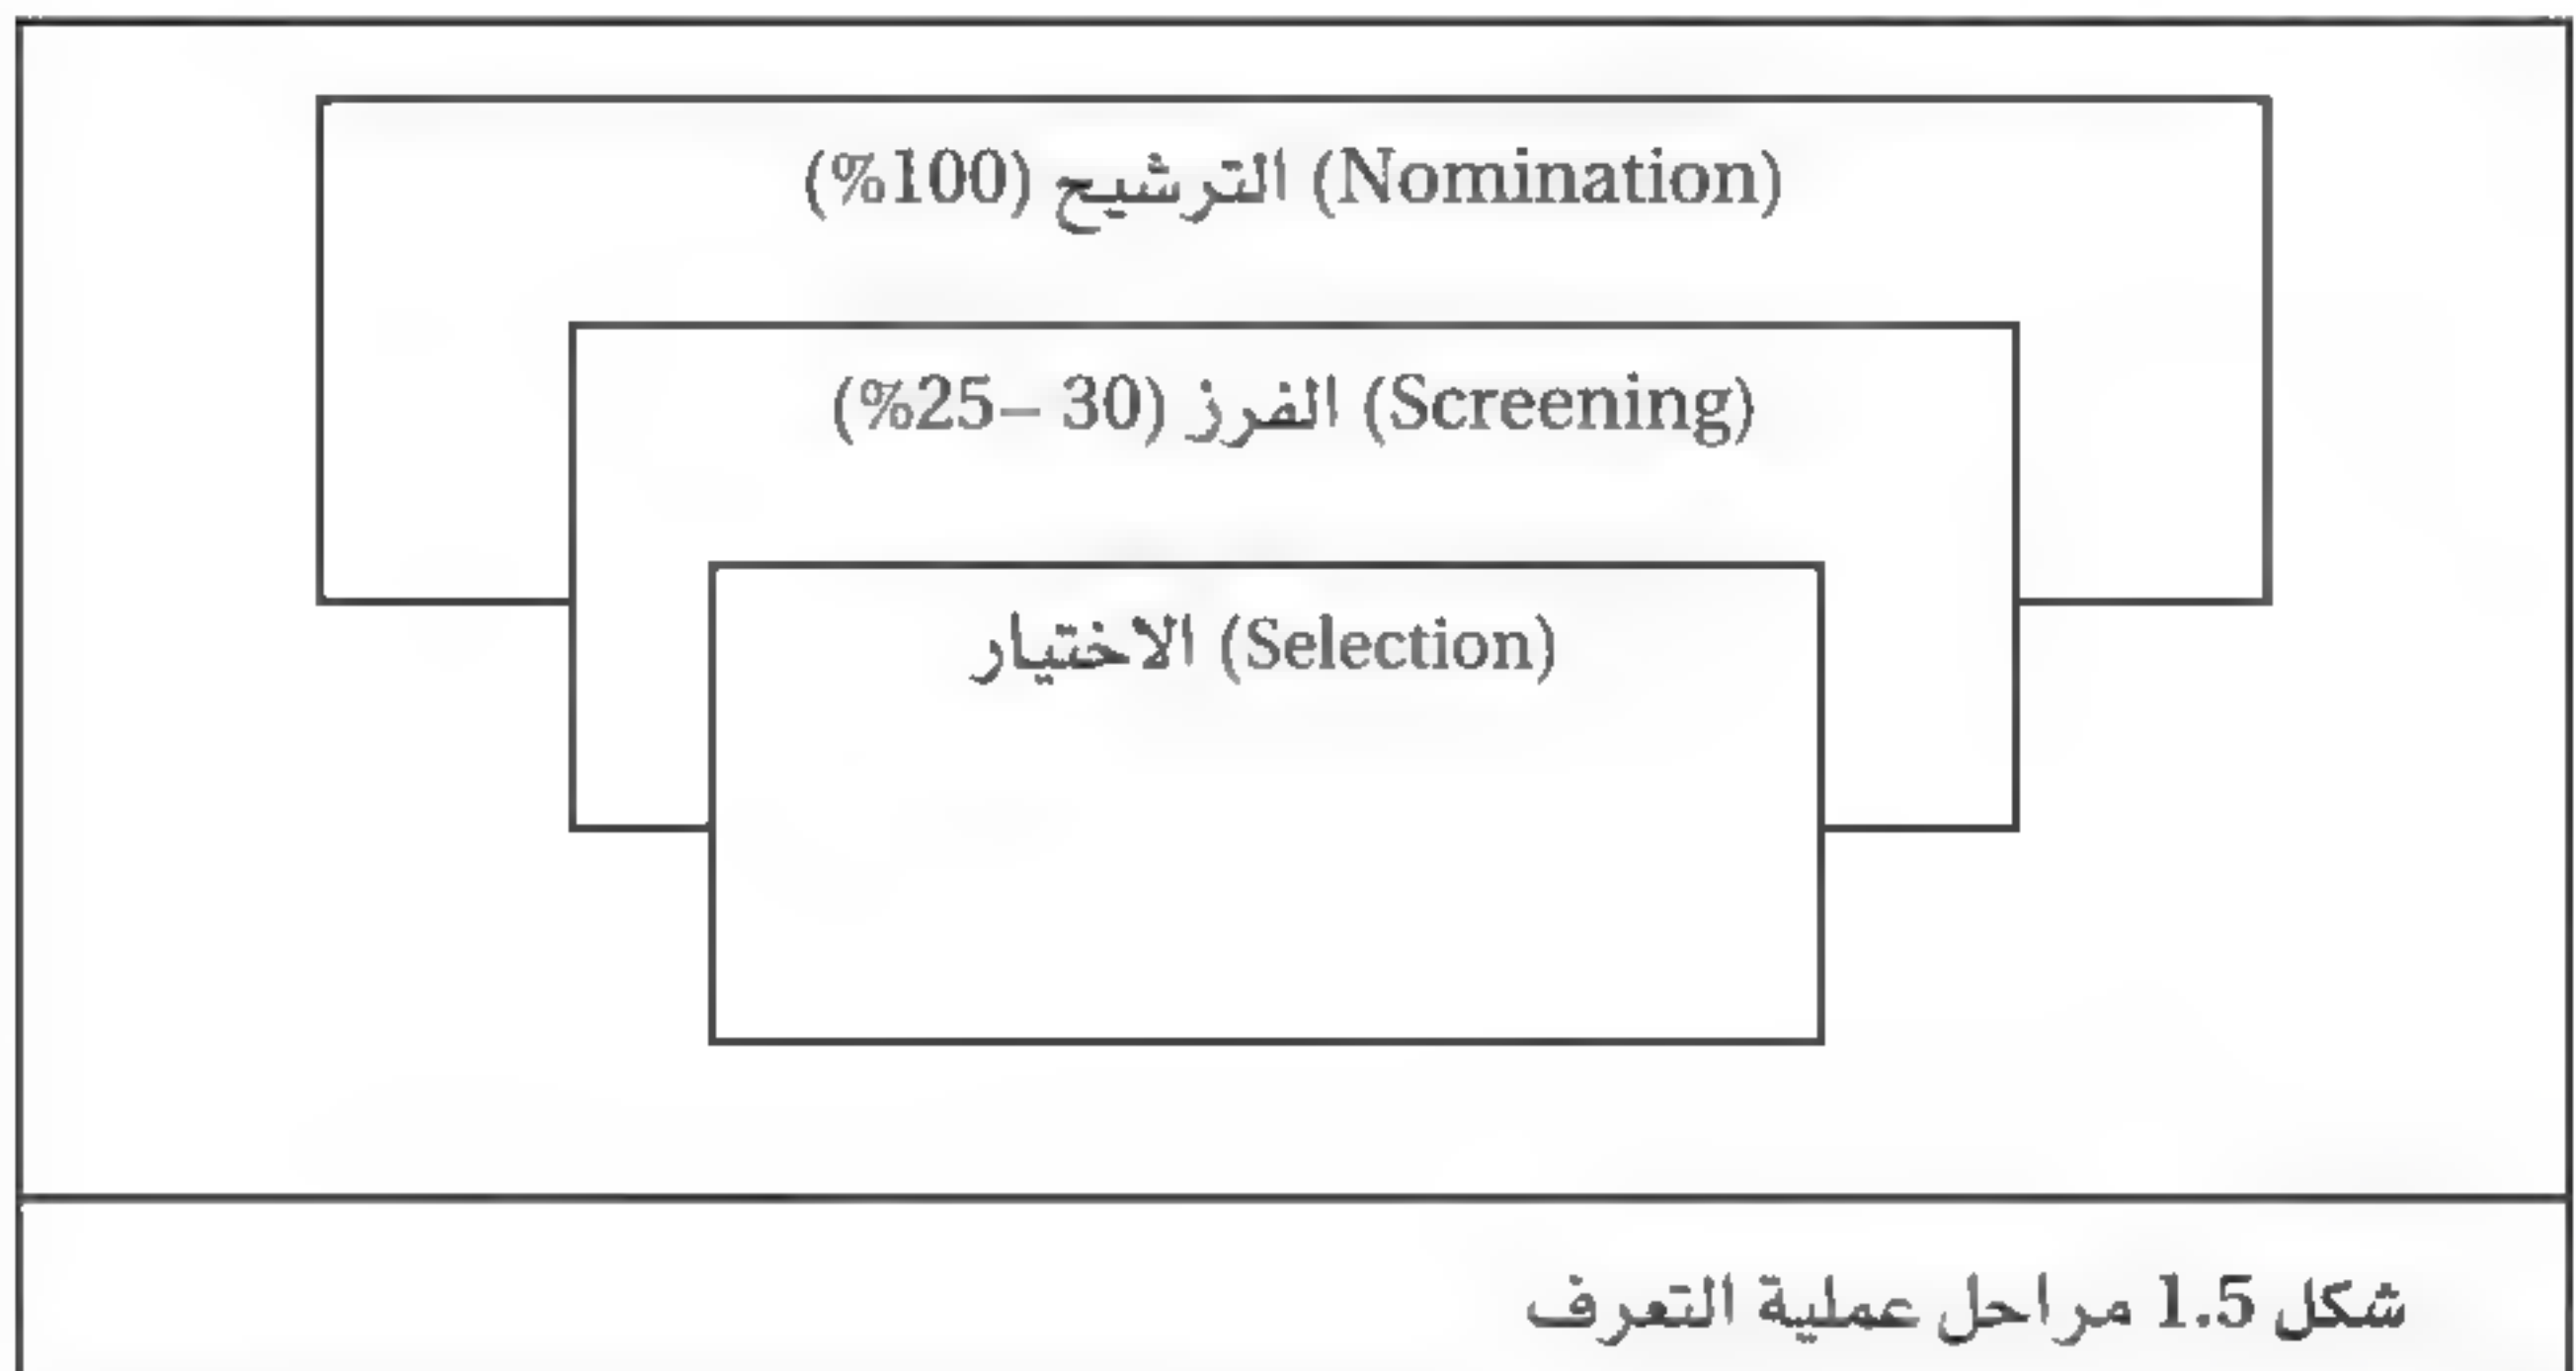 (Nomination) الترشيح (100%)
(Screening) الفرز (30 –25%)
(Selection) الاختيار
شكل 1.5 مراحل عملية التعرف